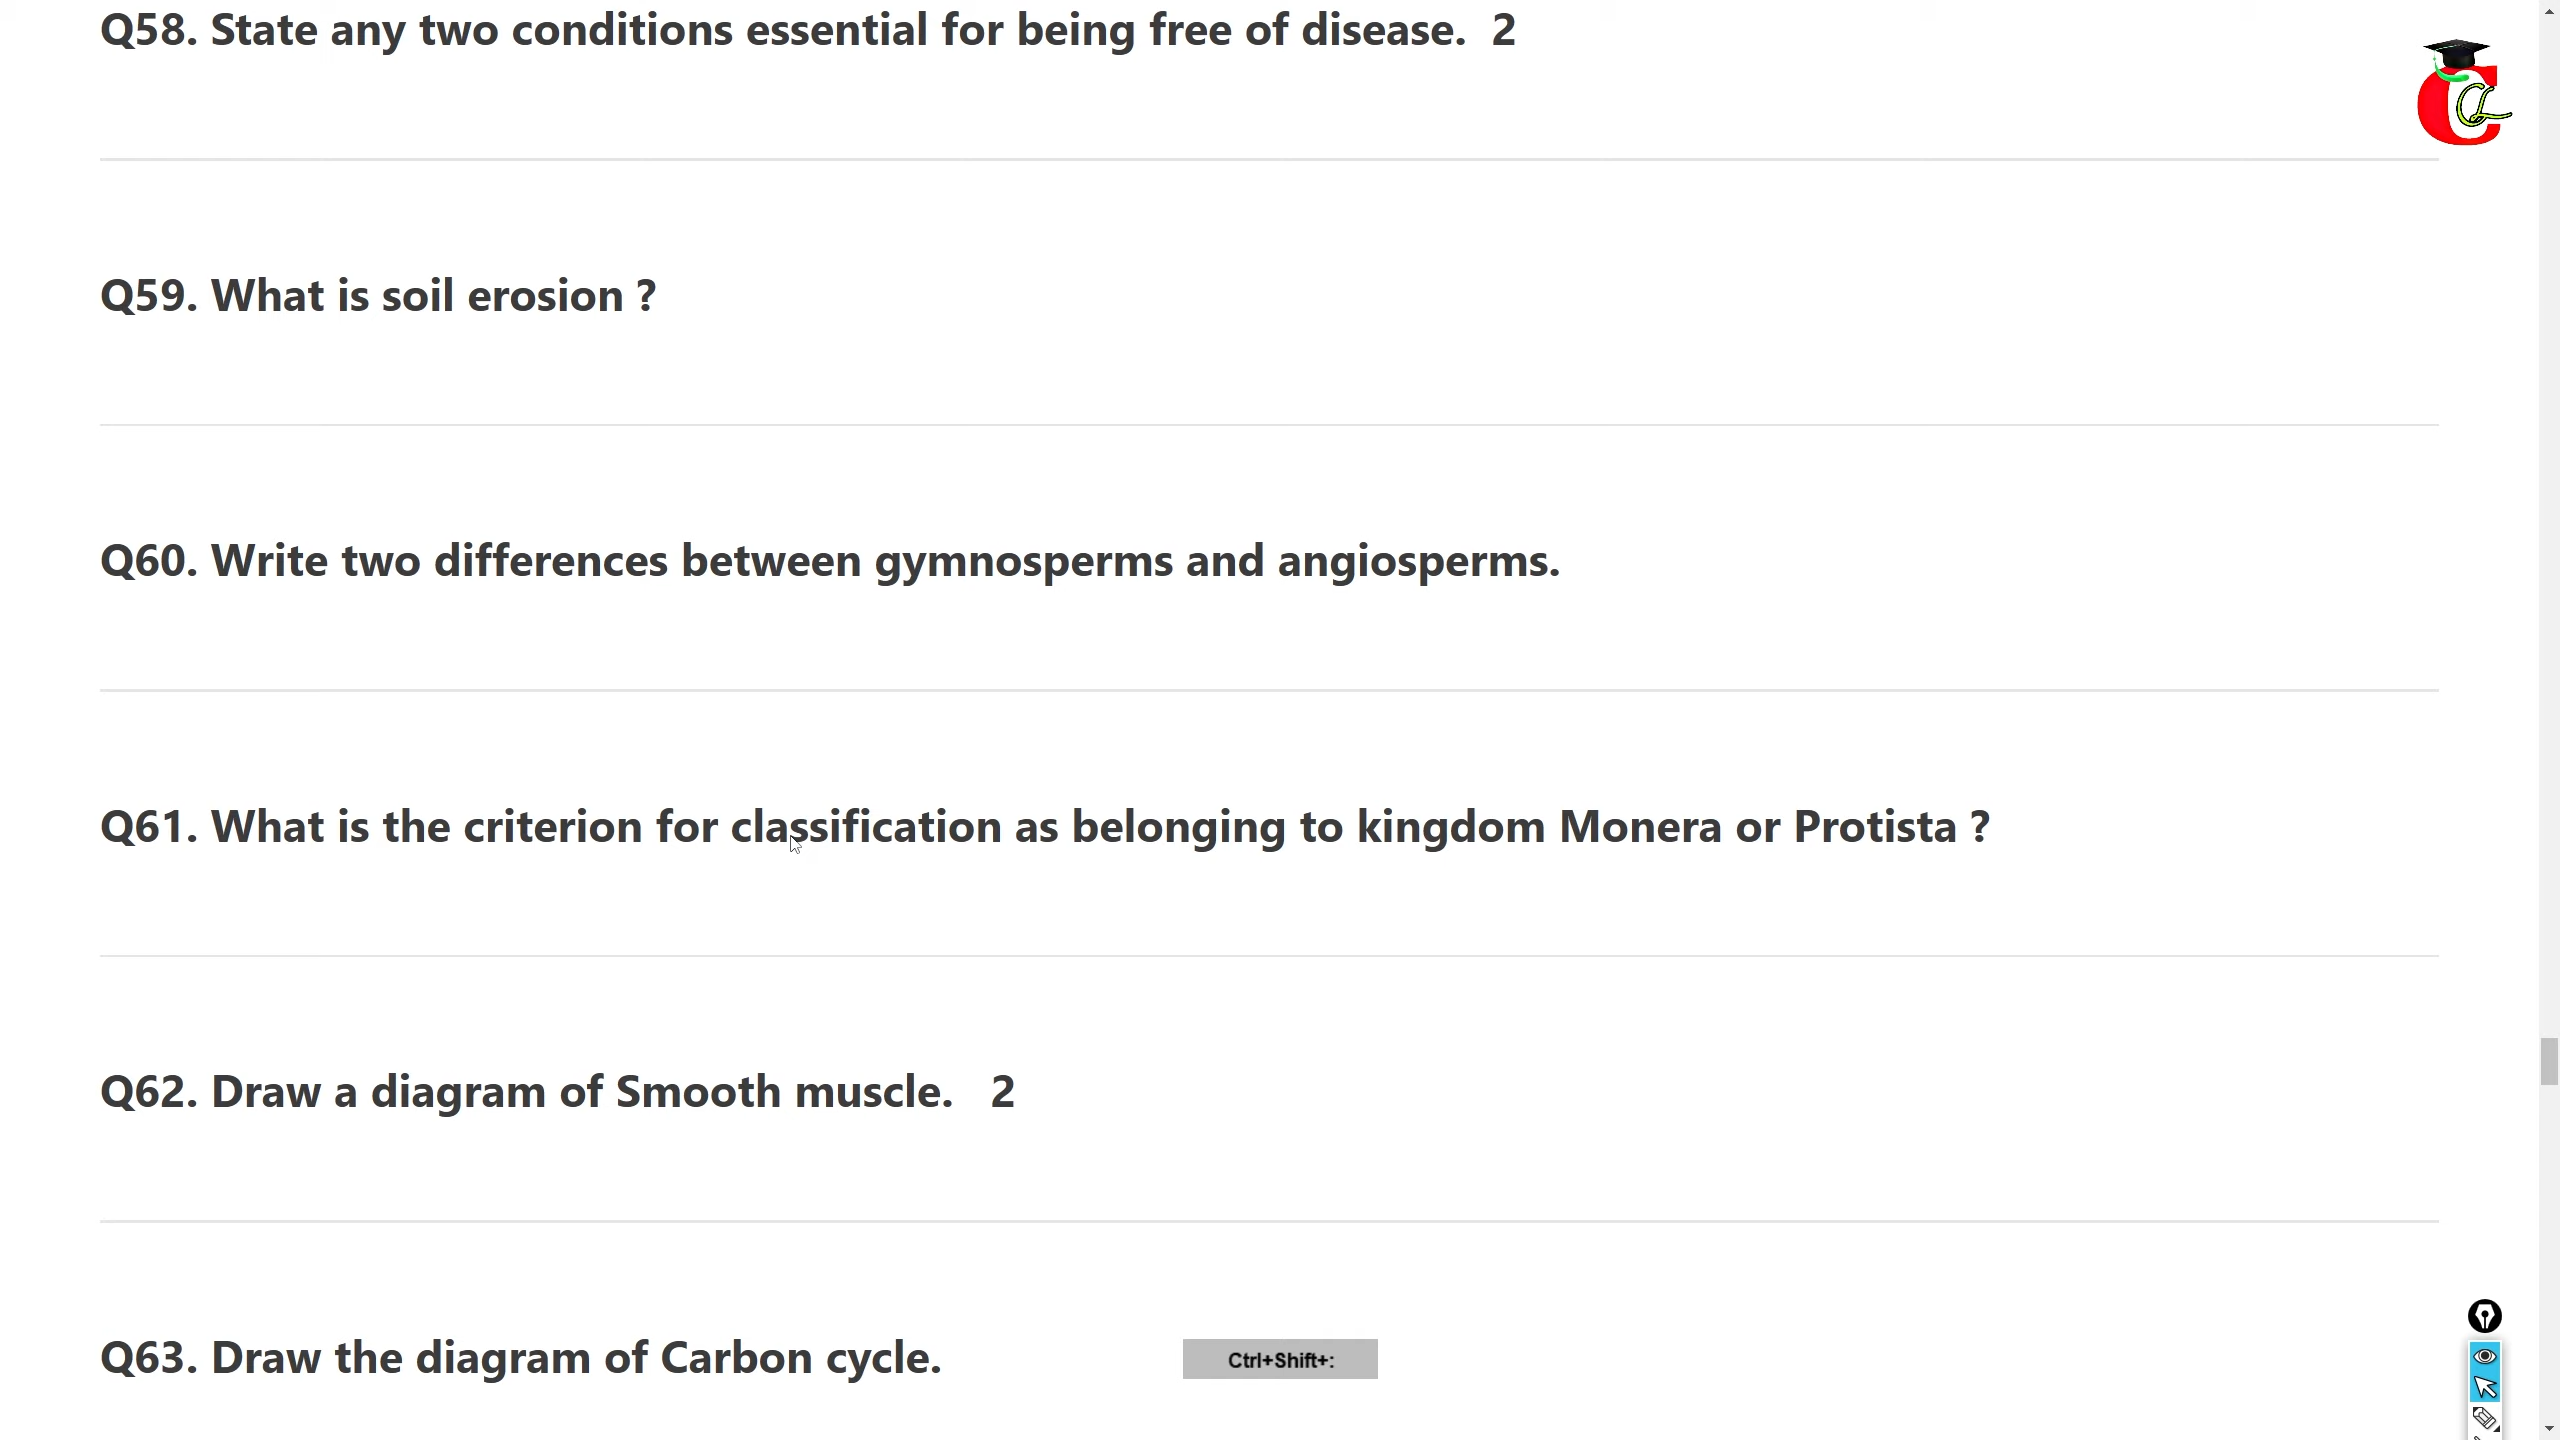 Q58. State any two conditions essential for being free of disease. 2
Q59. What is soil erosion ?
Q60. Write two differences between gymnosperms and angiosperms.
Q61. What is the criterion for classification as belonging to kingdom Monera or Protista ?
Q62. Draw a diagram of Smooth muscle. 2
Q63. Draw the diagram of Carbon cycle.
Ctrl+Shift+: